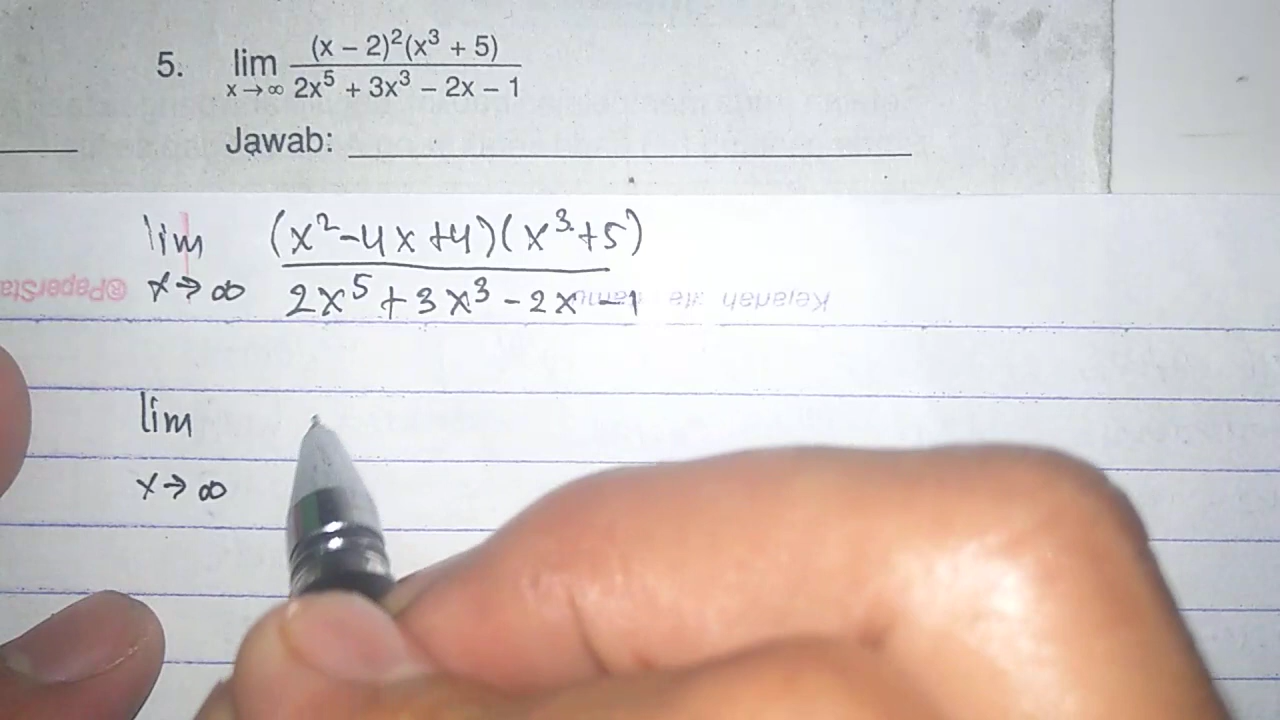 5. lim x→∞ (x – 2)²(x³ + 5) / 2x⁵ + 3x³ – 2x – 1
Jawab:
lim x→∞ (x²-4x+4)(x³+5) / 2x⁵+3x³-2x-1
©PaperSta
lim x→∞